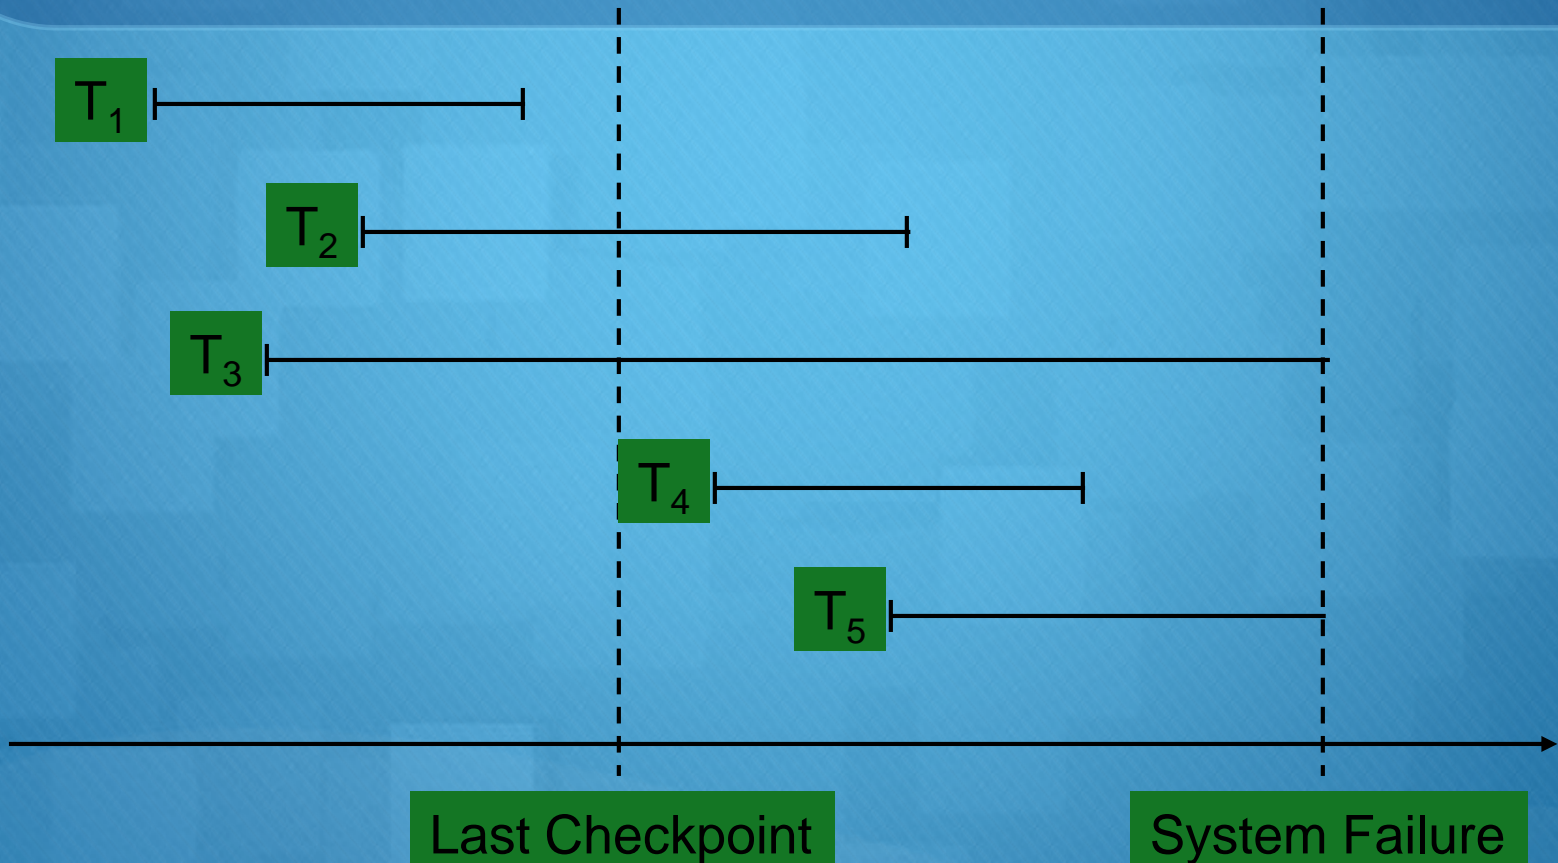 T₁
T₂
T₃
T₄
T₅
Last Checkpoint
System Failure